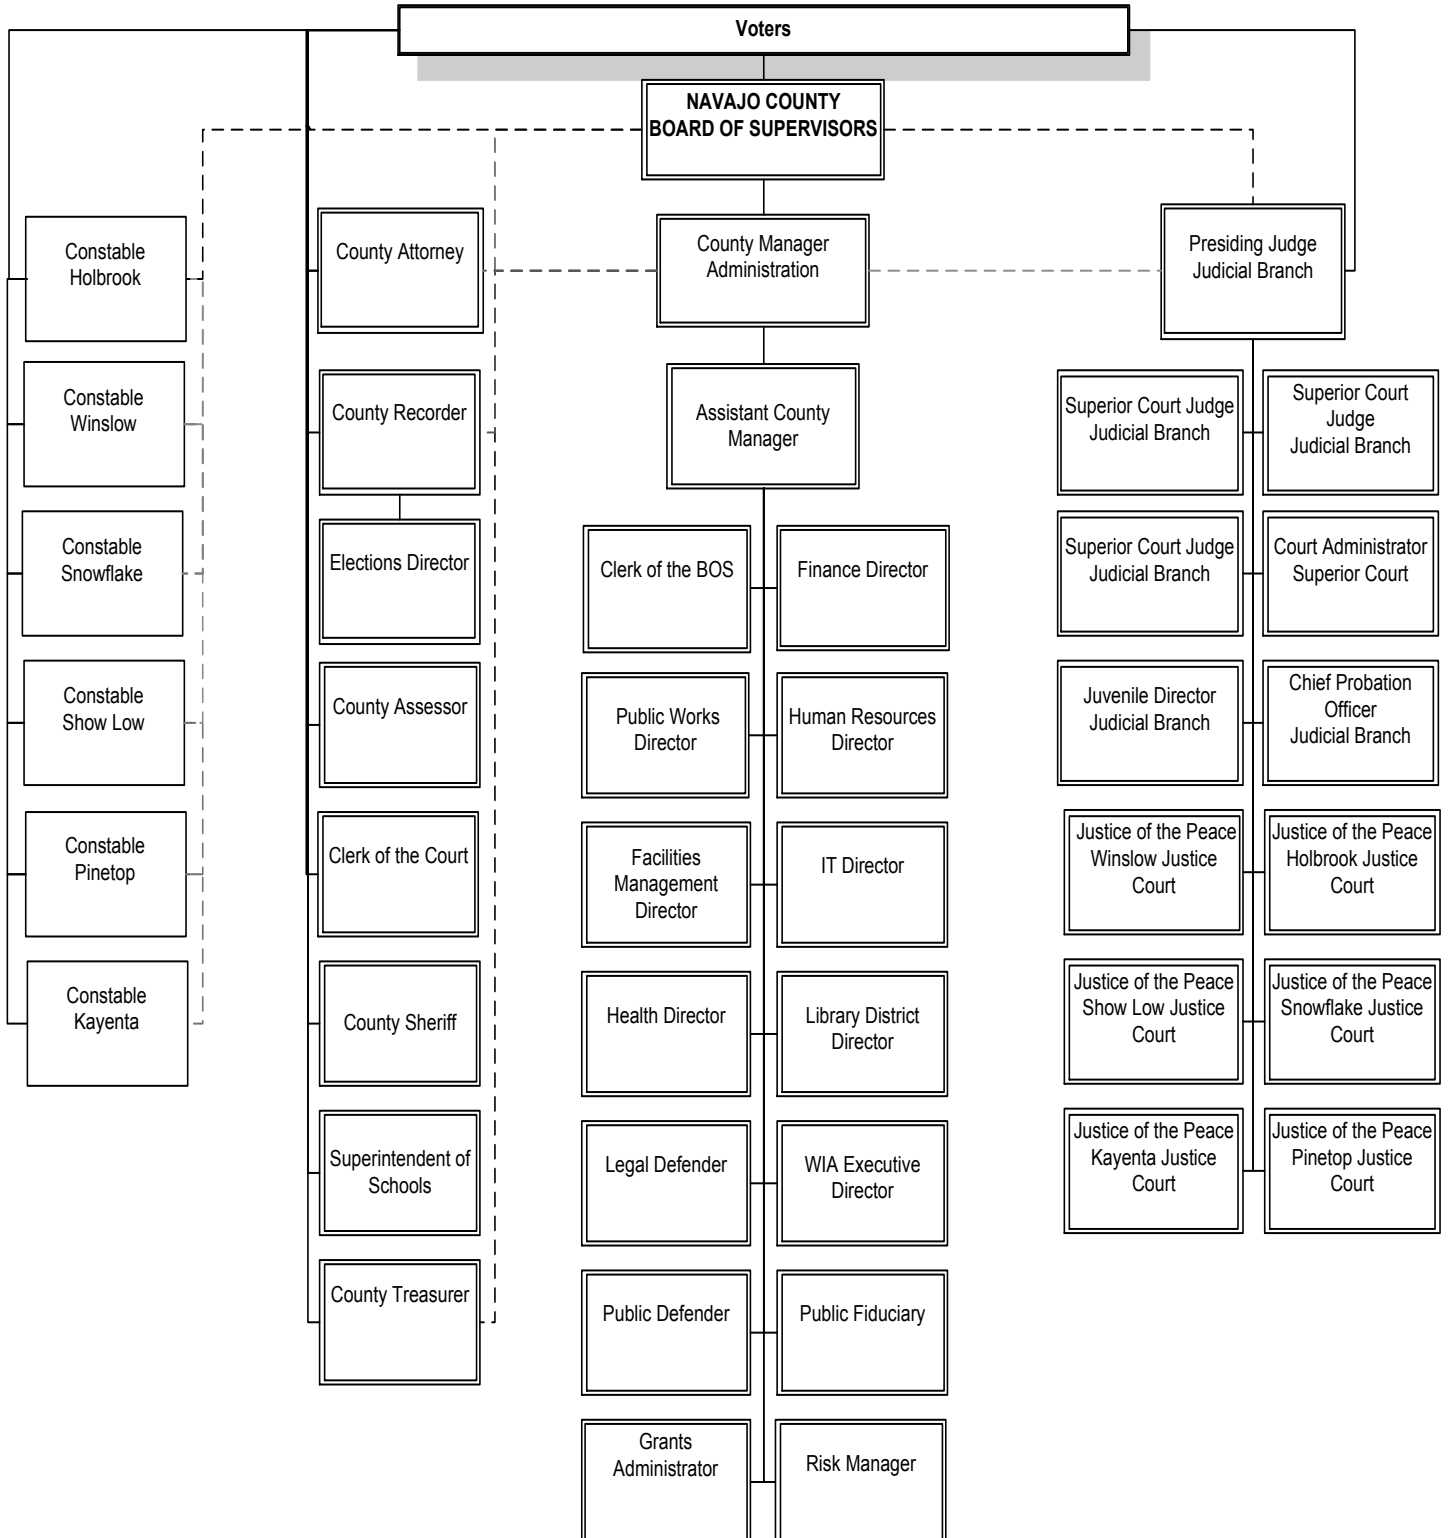 Voters
NAVAJO COUNTY
BOARD OF SUPERVISORS
Constable
Holbrook
County Attorney
County Manager
Administration
Presiding Judge
Judicial Branch
Constable
Winslow
County Recorder
Assistant County
Manager
Superior Court Judge
Judicial Branch
Superior Court
Judge
Judicial Branch
Constable
Snowflake
Elections Director
Clerk of the BOS
Finance Director
Superior Court Judge
Judicial Branch
Court Administrator
Superior Court
Constable
Show Low
County Assessor
Public Works
Director
Human Resources
Director
Juvenile Director
Judicial Branch
Chief Probation
Officer
Judicial Branch
Constable
Pinetop
Clerk of the Court
Facilities
Management
Director
IT Director
Justice of the Peace
Winslow Justice
Court
Justice of the Peace
Holbrook Justice
Court
Constable
Kayenta
County Sheriff
Health Director
Library District
Director
Justice of the Peace
Show Low Justice
Court
Justice of the Peace
Snowflake Justice
Court
Superintendent of
Schools
Legal Defender
WIA Executive
Director
Justice of the Peace
Kayenta Justice
Court
Justice of the Peace
Pinetop Justice
Court
County Treasurer
Public Defender
Public Fiduciary
Grants
Administrator
Risk Manager